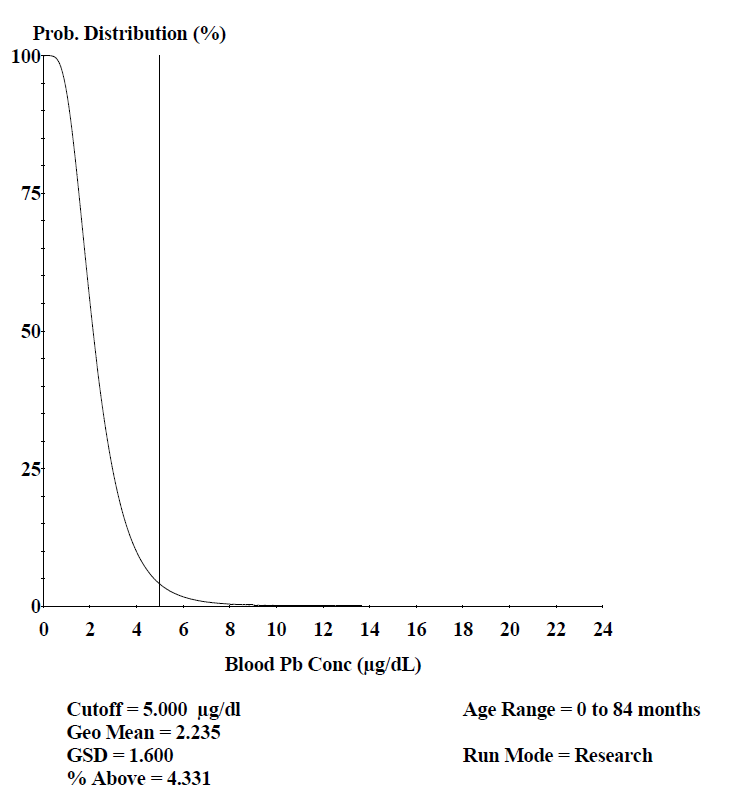 Prob. Distribution (%)
100
75
50
25
0
0 2 4 6 8 10 12 14 16 18 20 22 24
Blood Pb Conc (µg/dL)
Cutoff = 5.000 µg/dl
Age Range = 0 to 84 months
Geo Mean = 2.235
GSD = 1.600
Run Mode = Research
% Above = 4.331